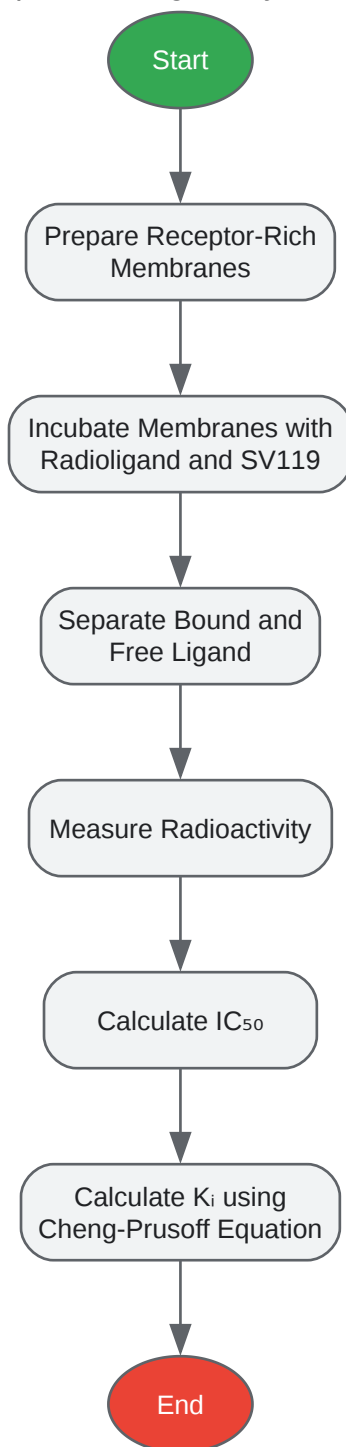 Start
Prepare Receptor-Rich
Membranes
Incubate Membranes with
Radioligand and SV119
Separate Bound and
Free Ligand
Measure Radioactivity
Calculate IC₅₀
Calculate Kᵢ using
Cheng-Prusoff Equation
End